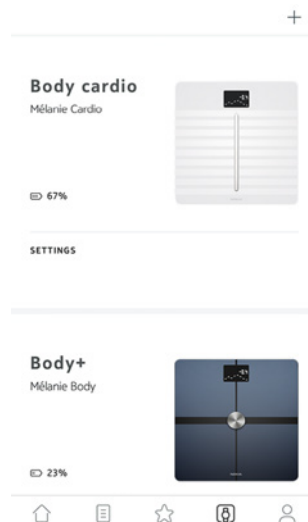 Body cardio
Mélanie Cardio
67%
SETTINGS
Body+
Mélanie Body
23%